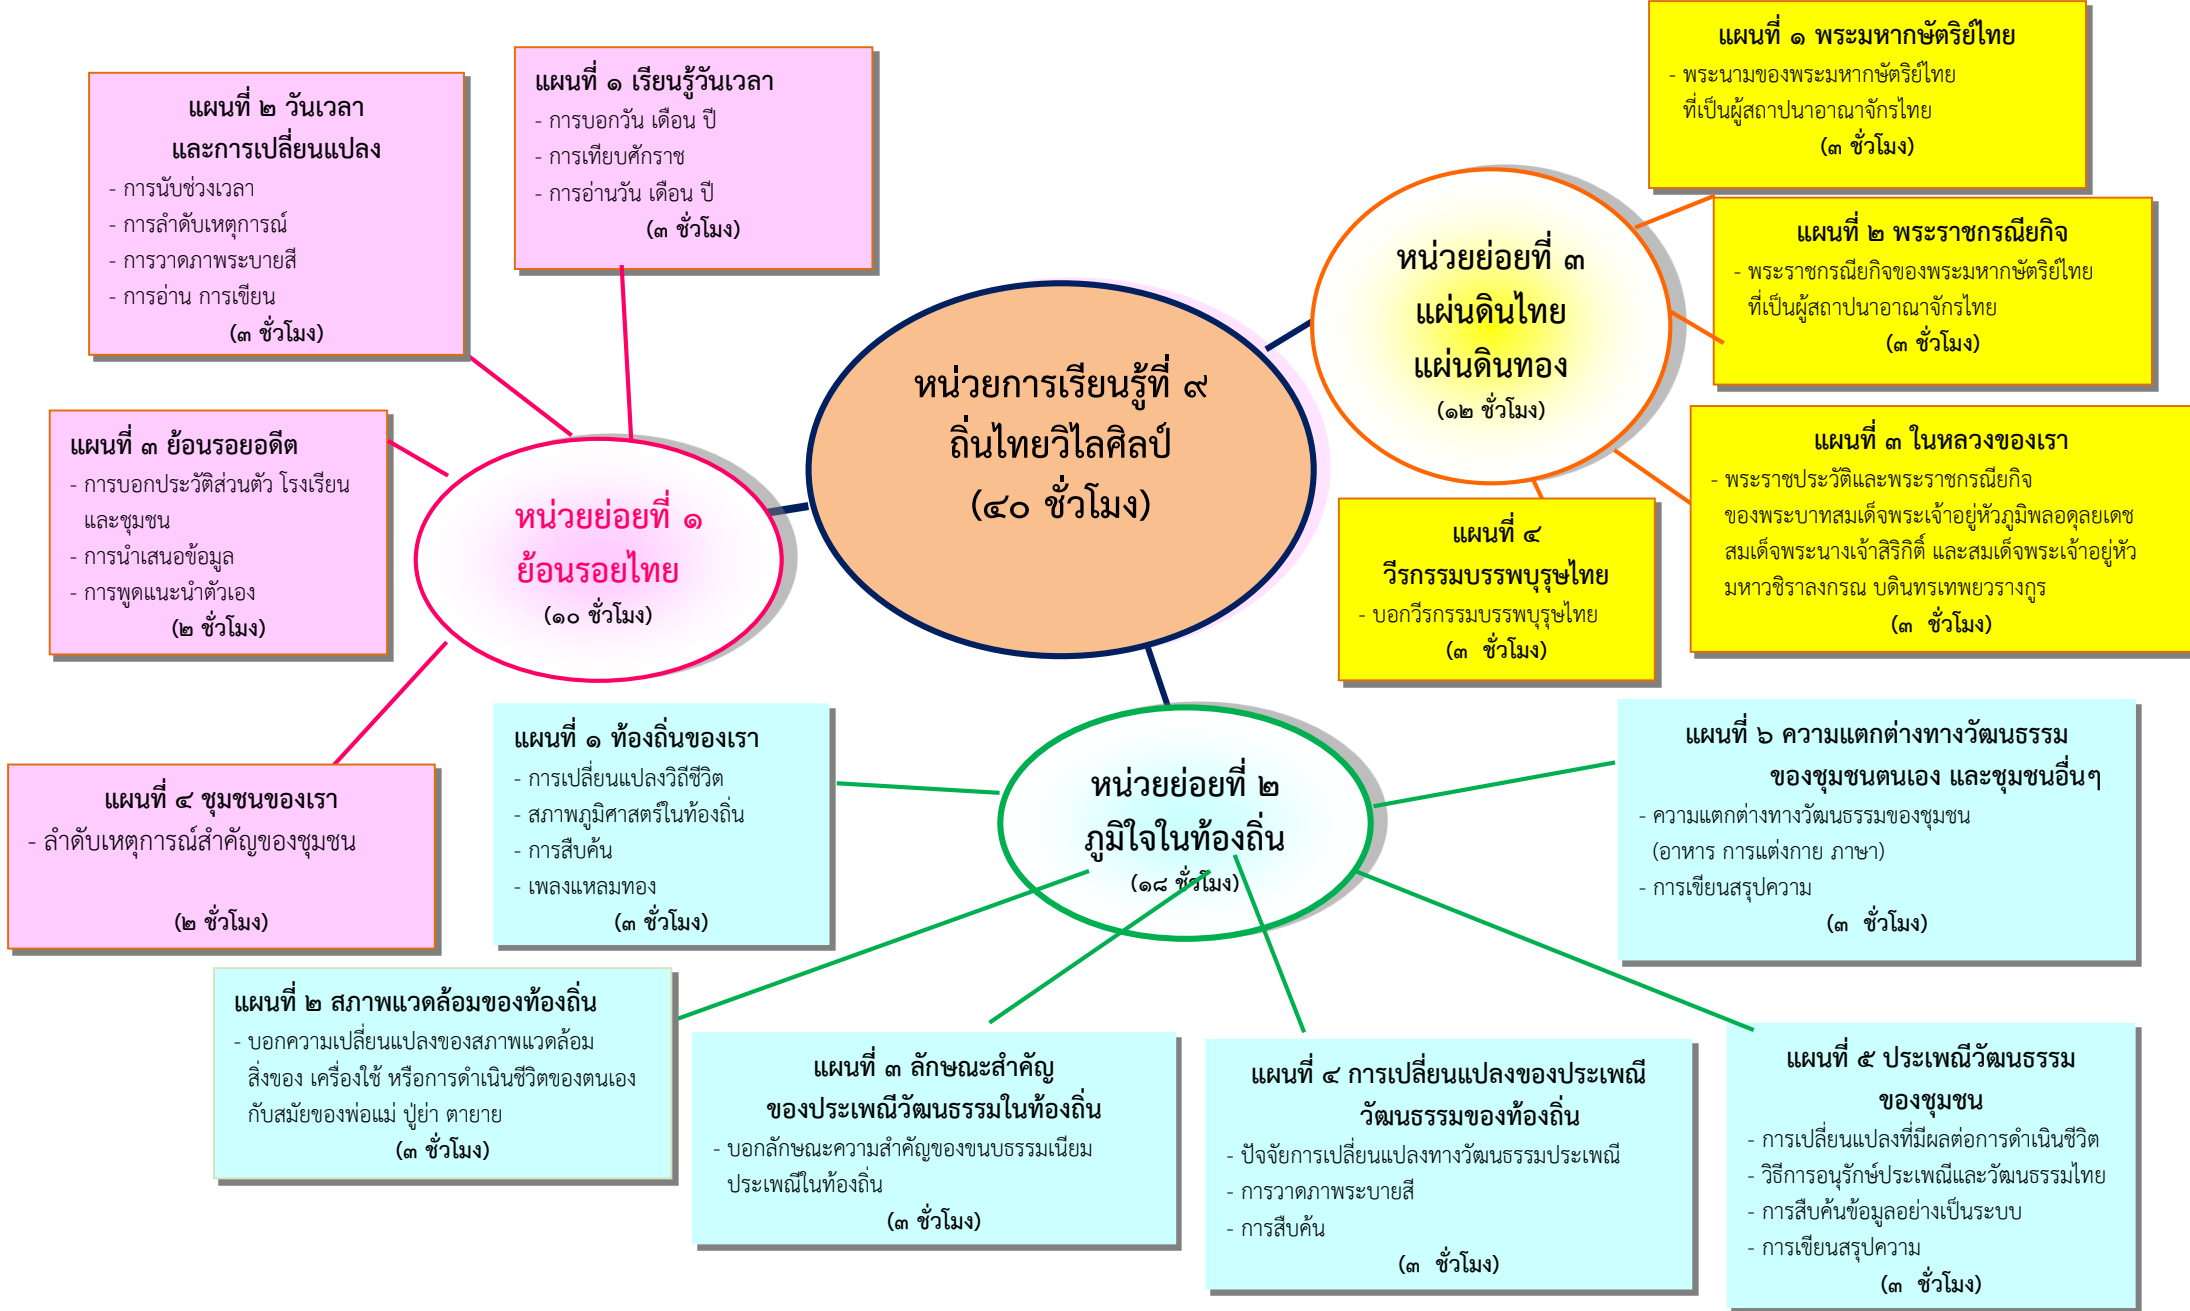 หน่วยการเรียนรู้ที่ ๙
ถิ่นไทยวิไลศิลป์
(๔๐ ชั่วโมง)
หน่วยย่อยที่ ๑
ย้อนรอยไทย
(๑๐ ชั่วโมง)
แผนที่ ๑ เรียนรู้วันเวลา
- การบอกวัน เดือน ปี
- การเทียบศักราช
- การอ่านวัน เดือน ปี
(๓ ชั่วโมง)
แผนที่ ๒ วันเวลา
และการเปลี่ยนแปลง
- การนับช่วงเวลา
- การลำดับเหตุการณ์
- การวาดภาพระบายสี
- การอ่าน การเขียน
(๓ ชั่วโมง)
แผนที่ ๓ ย้อนรอยอดีต
- การบอกประวัติส่วนตัว โรงเรียน
และชุมชน
- การนำเสนอข้อมูล
- การพูดแนะนำตัวเอง
(๒ ชั่วโมง)
แผนที่ ๔ ชุมชนของเรา
- ลำดับเหตุการณ์สำคัญของชุมชน
(๒ ชั่วโมง)
หน่วยย่อยที่ ๒
ภูมิใจในท้องถิ่น
(๑๘ ชั่วโมง)
แผนที่ ๑ ท้องถิ่นของเรา
- การเปลี่ยนแปลงวิถีชีวิต
- สภาพภูมิศาสตร์ในท้องถิ่น
- การสืบค้น
- เพลงแหลมทอง
(๓ ชั่วโมง)
แผนที่ ๒ สภาพแวดล้อมของท้องถิ่น
- บอกความเปลี่ยนแปลงของสภาพแวดล้อม
สิ่งของ เครื่องใช้ หรือการดำเนินชีวิตของตนเอง
กับสมัยของพ่อแม่ ปู่ย่า ตายาย
(๓ ชั่วโมง)
แผนที่ ๓ ลักษณะสำคัญ
ของประเพณีวัฒนธรรมในท้องถิ่น
- บอกลักษณะความสำคัญของขนบธรรมเนียม
ประเพณีในท้องถิ่น
(๓ ชั่วโมง)
แผนที่ ๔ การเปลี่ยนแปลงของประเพณี
วัฒนธรรมของท้องถิ่น
- ปัจจัยการเปลี่ยนแปลงทางวัฒนธรรมประเพณี
- การวาดภาพระบายสี
- การสืบค้น
(๓ ชั่วโมง)
แผนที่ ๕ ประเพณีวัฒนธรรม
ของชุมชน
- การเปลี่ยนแปลงที่มีผลต่อการดำเนินชีวิต
- วิธีการอนุรักษ์ประเพณีและวัฒนธรรมไทย
- การสืบค้นข้อมูลอย่างเป็นระบบ
- การเขียนสรุปความ
(๓ ชั่วโมง)
แผนที่ ๖ ความแตกต่างทางวัฒนธรรม
ของชุมชนตนเอง และชุมชนอื่นๆ
- ความแตกต่างทางวัฒนธรรมของชุมชน
(อาหาร การแต่งกาย ภาษา)
- การเขียนสรุปความ
(๓ ชั่วโมง)
หน่วยย่อยที่ ๓
แผ่นดินไทย
แผ่นดินทอง
(๑๒ ชั่วโมง)
แผนที่ ๑ พระมหากษัตริย์ไทย
- พระนามของพระมหากษัตริย์ไทย
ที่เป็นผู้สถาปนาอาณาจักรไทย
(๓ ชั่วโมง)
แผนที่ ๒ พระราชกรณียกิจ
- พระราชกรณียกิจของพระมหากษัตริย์ไทย
ที่เป็นผู้สถาปนาอาณาจักรไทย
(๓ ชั่วโมง)
แผนที่ ๓ ในหลวงของเรา
- พระราชประวัติและพระราชกรณียกิจ
ของพระบาทสมเด็จพระเจ้าอยู่หัวภูมิพลอดุลยเดช
สมเด็จพระนางเจ้าสิริกิติ์ และสมเด็จพระเจ้าอยู่หัว
มหาวชิราลงกรณ บดินทรเทพยวรางกูร
(๓ ชั่วโมง)
แผนที่ ๔
วีรกรรมบรรพบุรุษไทย
- บอกวีรกรรมบรรพบุรุษไทย
(๓ ชั่วโมง)